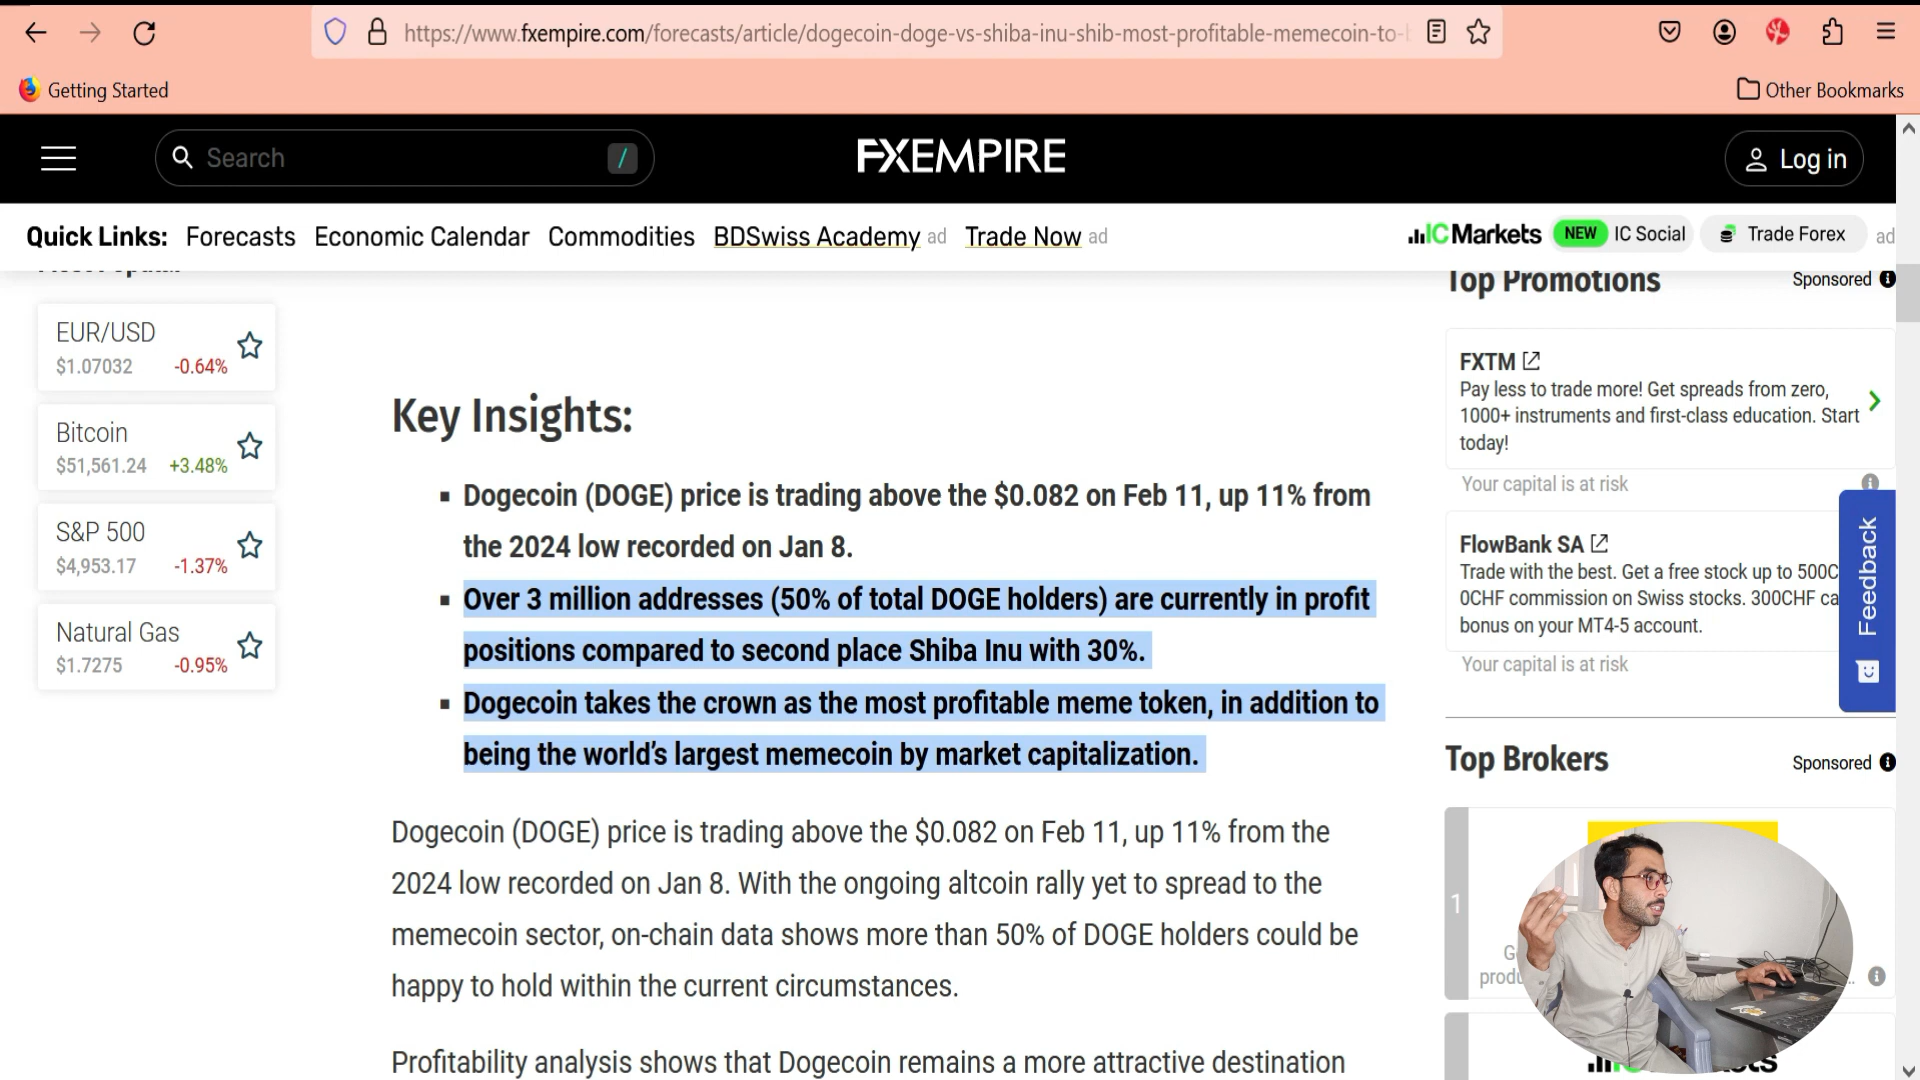 https://www.fxempire.com/forecasts/article/dogecoin-doge-vs-shiba-inu-shib-most-profitable-memecoin-to-
Getting Started
Other Bookmarks
Search
/
FXEMPIRE
Log in
Quick Links: Forecasts Economic Calendar Commodities BDSwiss Academy ad Trade Now ad
IC Markets NEW IC Social Trade Forex ad
EUR/USD
$1.07032 -0.64%
Bitcoin
$51,561.24 +3.48%
S&P 500
$4,953.17 -1.37%
Natural Gas
$1.7275 -0.95%
Key Insights:
Dogecoin (DOGE) price is trading above the $0.082 on Feb 11, up 11% from
the 2024 low recorded on Jan 8.
Over 3 million addresses (50% of total DOGE holders) are currently in profit
positions compared to second place Shiba Inu with 30%.
Dogecoin takes the crown as the most profitable meme token, in addition to
being the world’s largest memecoin by market capitalization.
Dogecoin (DOGE) price is trading above the $0.082 on Feb 11, up 11% from the
2024 low recorded on Jan 8. With the ongoing altcoin rally yet to spread to the
memecoin sector, on-chain data shows more than 50% of DOGE holders could be
happy to hold within the current circumstances.
Profitability analysis shows that Dogecoin remains a more attractive destination
Top Promotions
Sponsored
FXTM
Pay less to trade more! Get spreads from zero,
1000+ instruments and first-class education. Start
today!
Your capital is at risk
FlowBank SA
Trade with the best. Get a free stock up to 500C
0CHF commission on Swiss stocks. 300CHF ca
bonus on your MT4-5 account.
Your capital is at risk
Feedback
Top Brokers
Sponsored
1